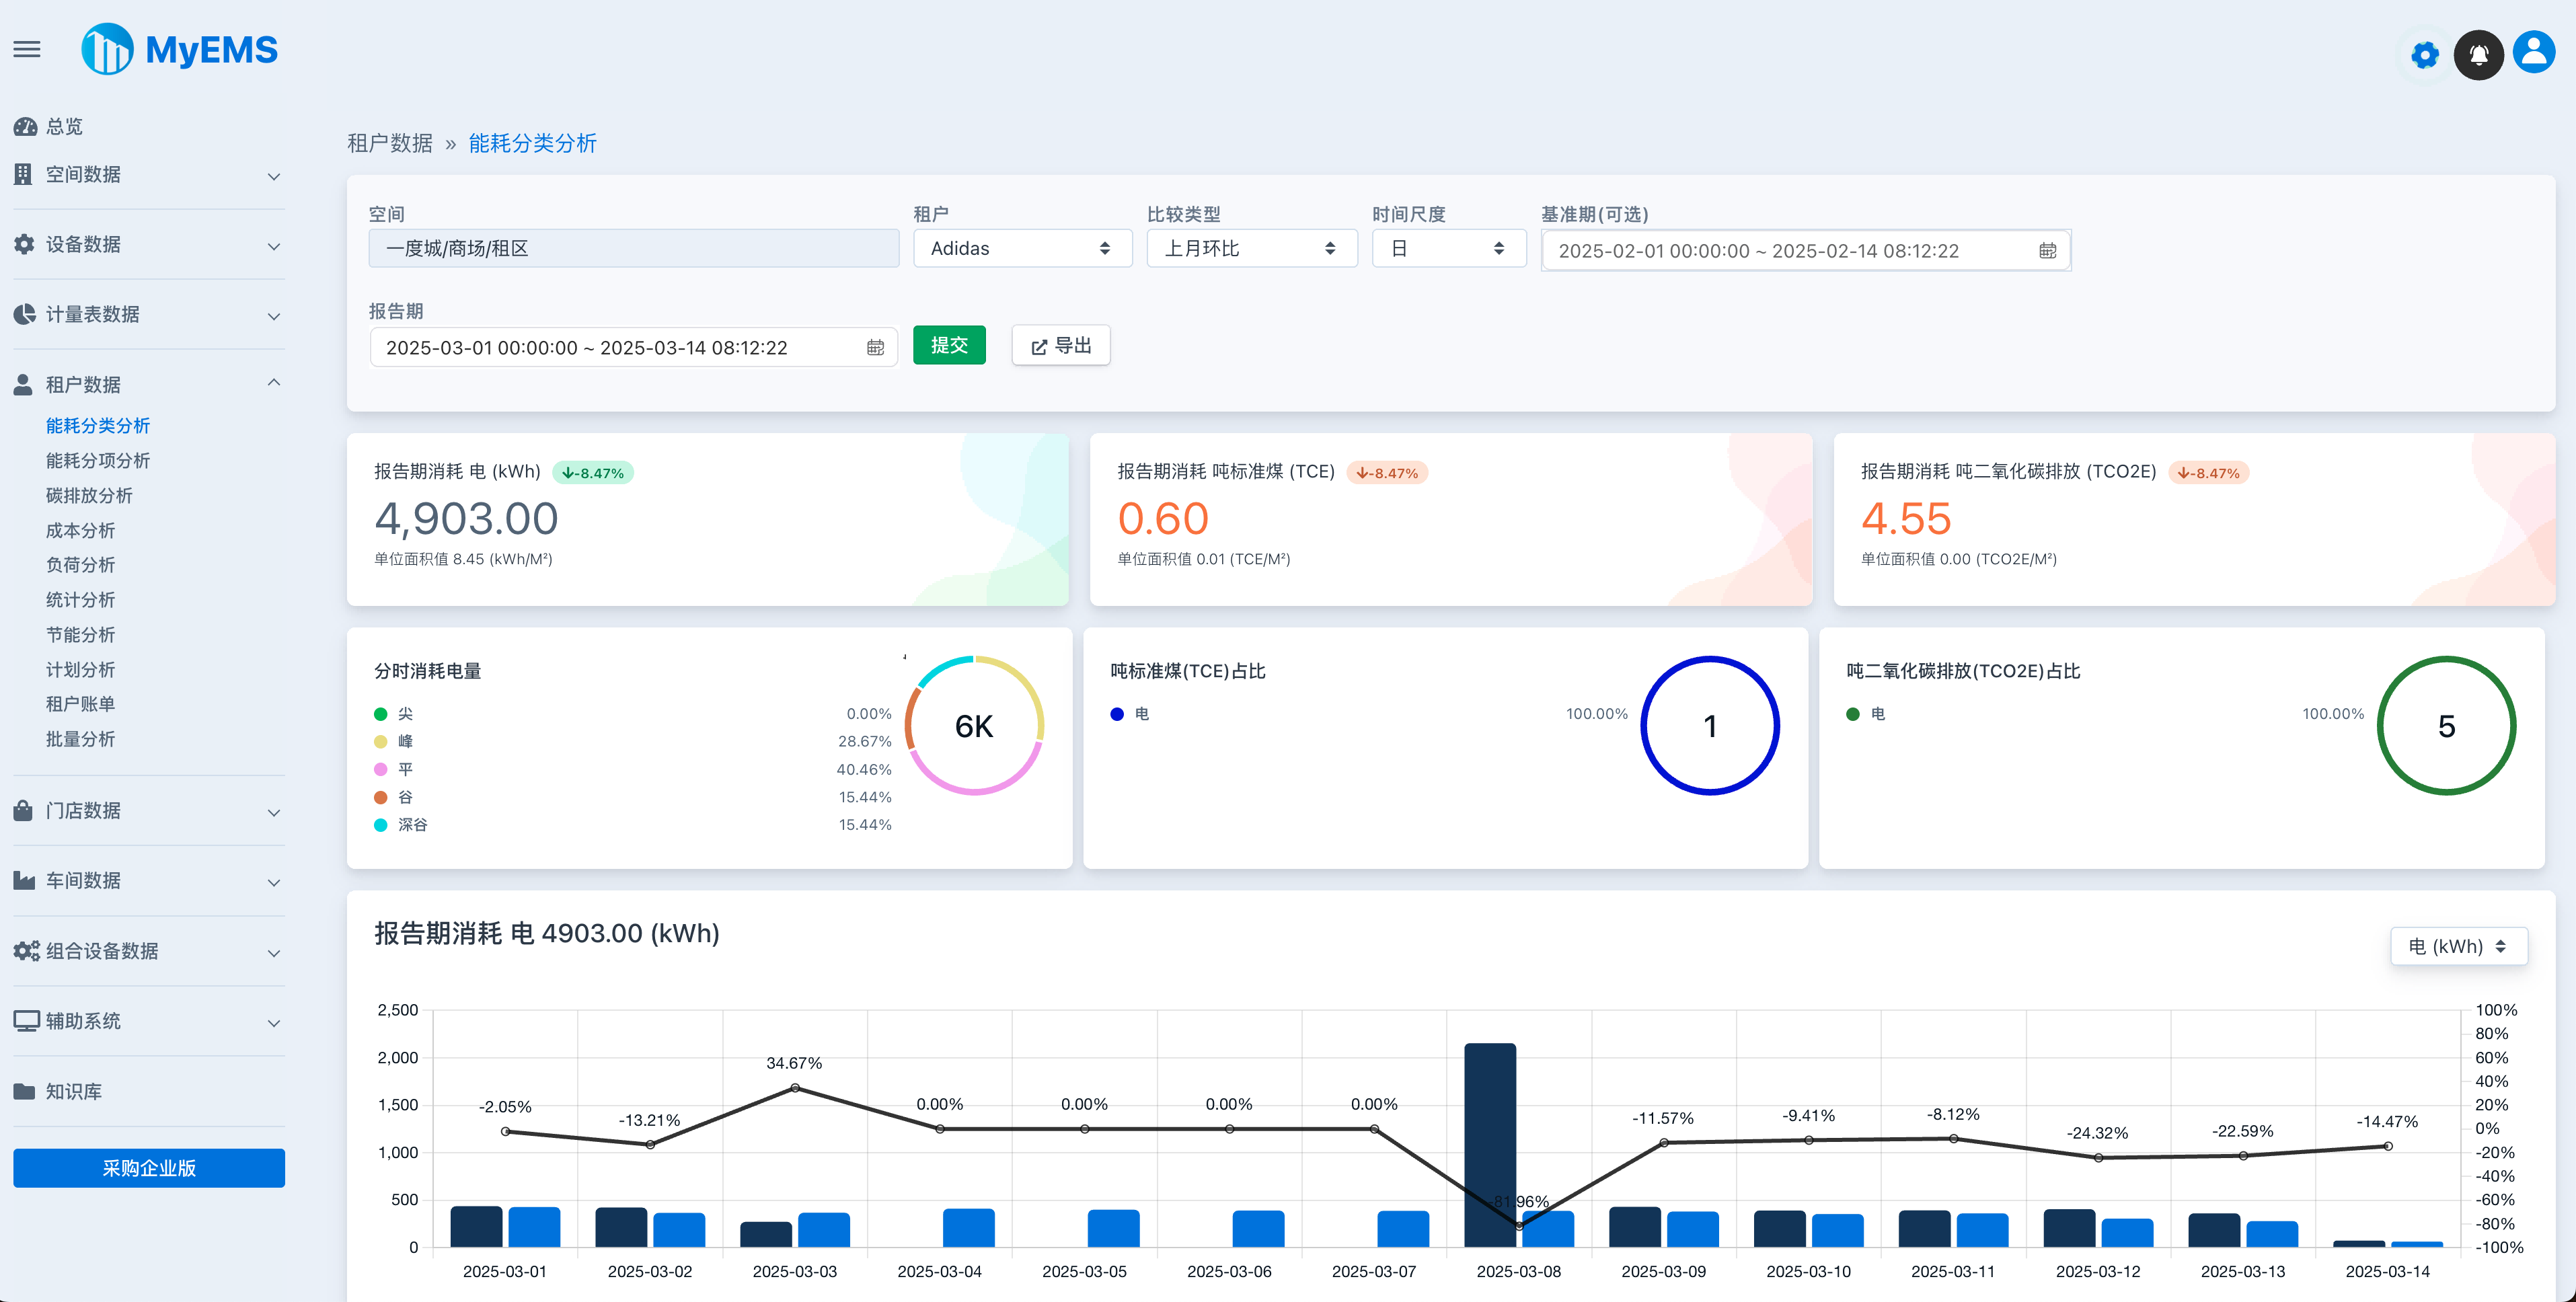 MyEMS
总览
空间数据
设备数据
计量表数据
租户数据
能耗分类分析
能耗分项分析
碳排放分析
成本分析
负荷分析
统计分析
节能分析
计划分析
租户账单
批量分析
门店数据
车间数据
组合设备数据
辅助系统
知识库
采购企业版
租户数据 » 能耗分类分析
空间 租户 比较类型 时间尺度 基准期(可选)
一度城/商场/租区 Adidas 上月环比 日 2025-02-01 00:00:00 ~ 2025-02-14 08:12:22
报告期
2025-03-01 00:00:00 ~ 2025-03-14 08:12:22 提交 导出
报告期消耗 电 (kWh) -8.47%
4,903.00
单位面积值 8.45 (kWh/M²)
报告期消耗 吨标准煤 (TCE) -8.47%
0.60
单位面积值 0.01 (TCE/M²)
报告期消耗 吨二氧化碳排放 (TCO2E) -8.47%
4.55
单位面积值 0.00 (TCO2E/M²)
分时消耗电量
尖 0.00%
峰 28.67%
平 40.46%
谷 15.44%
深谷 15.44%
6K
吨标准煤(TCE)占比
电 100.00%
1
吨二氧化碳排放(TCO2E)占比
电 100.00%
5
报告期消耗 电 4903.00 (kWh)
电 (kWh)
2,500
2,000
1,500
1,000
500
0
-2.05% -13.21% 34.67% 0.00% 0.00% 0.00% 0.00% -81.96% -11.57% -9.41% -8.12% -24.32% -22.59% -14.47%
100%
80%
60%
40%
20%
0%
-20%
-40%
-60%
-80%
-100%
2025-03-01 2025-03-02 2025-03-03 2025-03-04 2025-03-05 2025-03-06 2025-03-07 2025-03-08 2025-03-09 2025-03-10 2025-03-11 2025-03-12 2025-03-13 2025-03-14